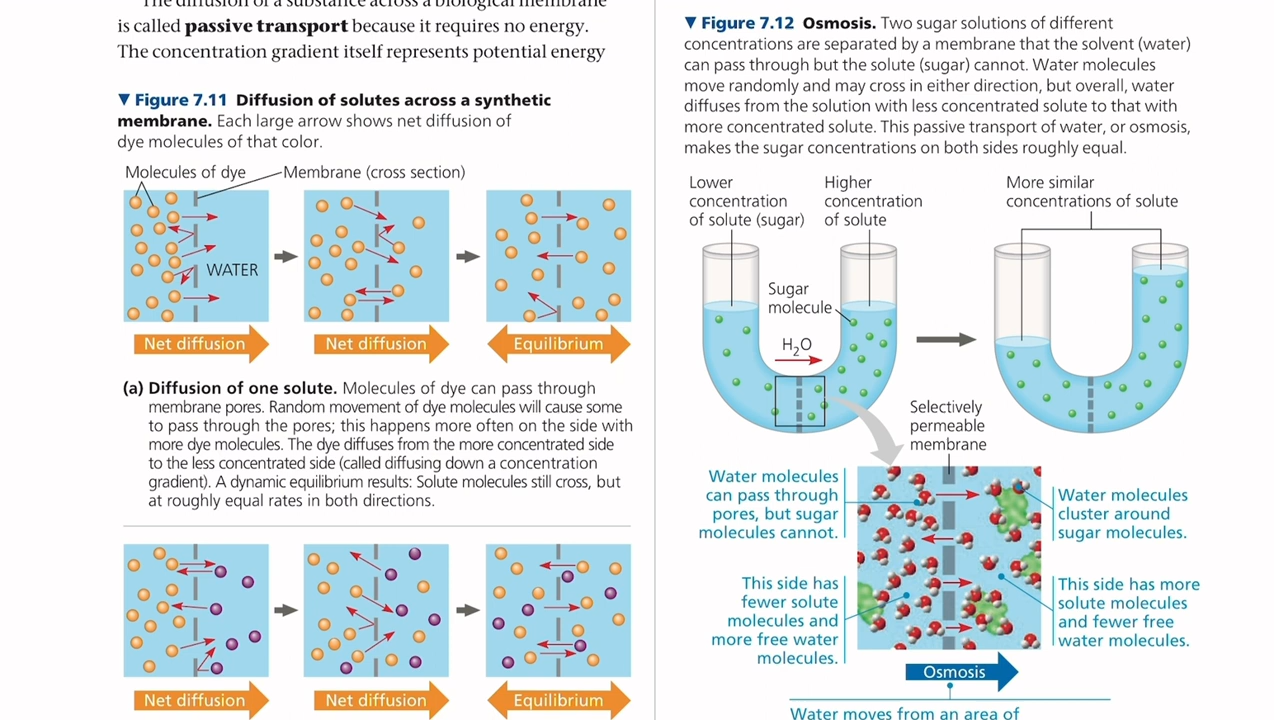 The diffusion of a substance across a biological membrane
is called passive transport because it requires no energy.
The concentration gradient itself represents potential energy
▼ Figure 7.11 Diffusion of solutes across a synthetic
membrane. Each large arrow shows net diffusion of
dye molecules of that color.
Molecules of dye
Membrane (cross section)
WATER
Net diffusion
Net diffusion
Equilibrium
(a) Diffusion of one solute. Molecules of dye can pass through
membrane pores. Random movement of dye molecules will cause some
to pass through the pores; this happens more often on the side with
more dye molecules. The dye diffuses from the more concentrated side
to the less concentrated side (called diffusing down a concentration
gradient). A dynamic equilibrium results: Solute molecules still cross, but
at roughly equal rates in both directions.
Net diffusion
Net diffusion
Equilibrium
▼ Figure 7.12 Osmosis. Two sugar solutions of different
concentrations are separated by a membrane that the solvent (water)
can pass through but the solute (sugar) cannot. Water molecules
move randomly and may cross in either direction, but overall, water
diffuses from the solution with less concentrated solute to that with
more concentrated solute. This passive transport of water, or osmosis,
makes the sugar concentrations on both sides roughly equal.
Lower
concentration
of solute (sugar)
Higher
concentration
of solute
More similar
concentrations of solute
Sugar
molecule
H₂O
Selectively
permeable
membrane
Water molecules
can pass through
pores, but sugar
molecules cannot.
Water molecules
cluster around
sugar molecules.
This side has
fewer solute
molecules and
more free water
molecules.
This side has more
solute molecules
and fewer free
water molecules.
Osmosis
Water moves from an area of